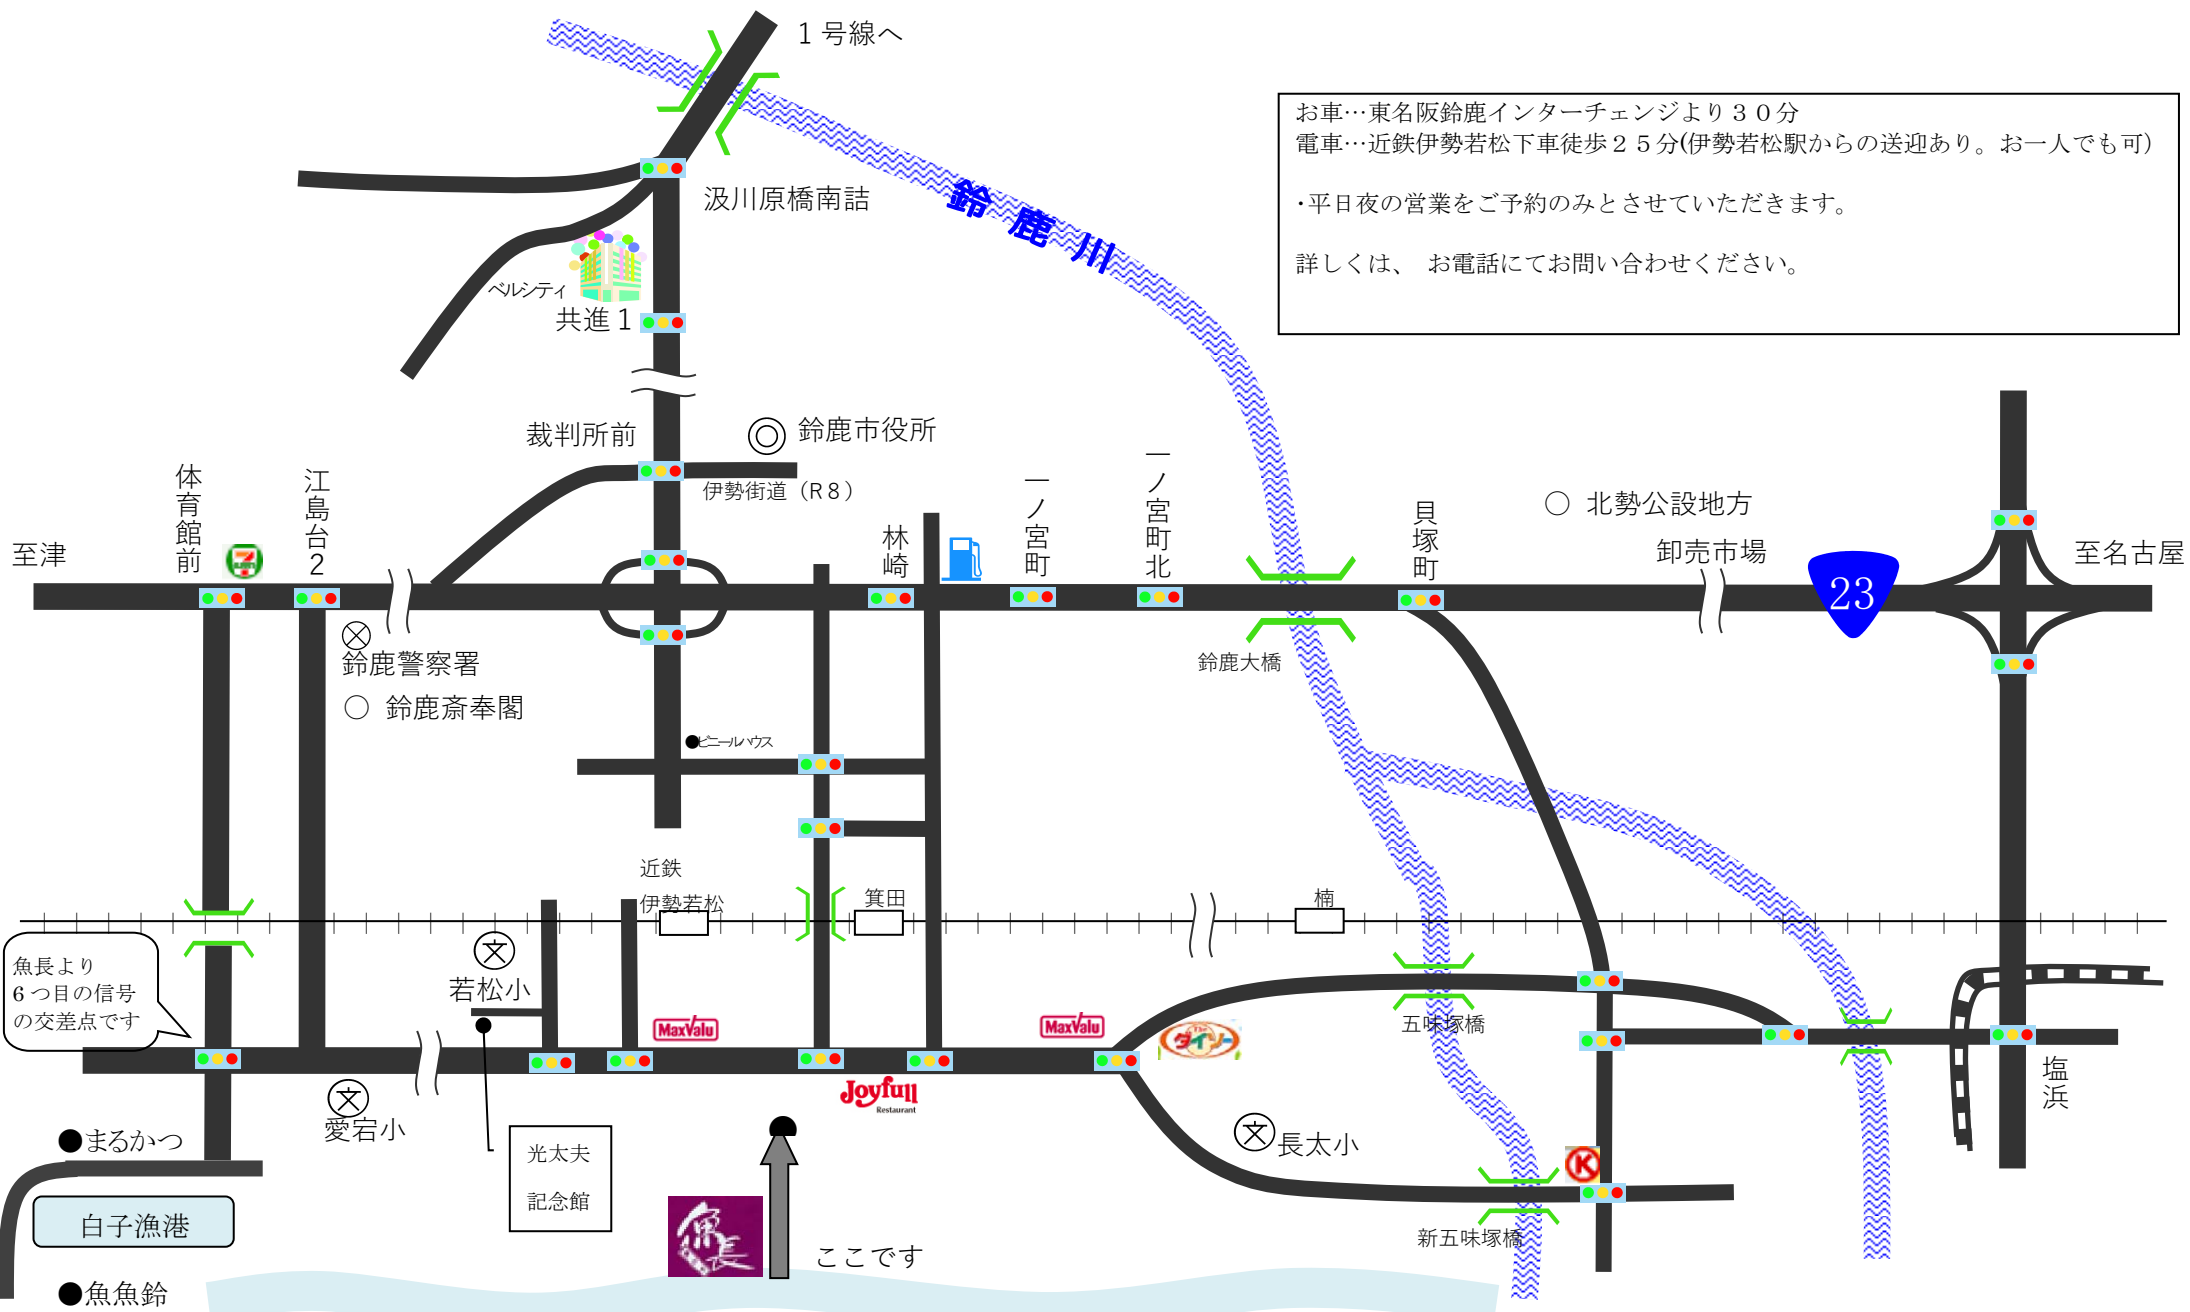 1号線へ
お車…東名阪鈴鹿インターチェンジより３０分
電車…近鉄伊勢若松下車徒歩２５分(伊勢若松駅からの送迎あり。お一人でも可)
・平日夜の営業をご予約のみとさせていただきます。
詳しくは、 お電話にてお問い合わせください。
汲川原橋南詰
鈴鹿川
ベルシティ
共進1
裁判所前
鈴鹿市役所
伊勢街道（R８）
体育館前
江島台2
林崎
一ノ宮町
一ノ宮町北
貝塚町
○ 北勢公設地方
卸売市場
至津
至名古屋
23
鈴鹿警察署
○ 鈴鹿斎奉閣
鈴鹿大橋
●ビニールハウス
近鉄
伊勢若松
箕田
楠
魚長より
6つ目の信号
の交差点です
文
若松小
MaxValu
MaxValu
ザ・ダイソー
五味塚橋
塩浜
Joyfull
Restaurant
文
愛宕小
●まるかつ
光太夫
記念館
文
長太小
K
白子漁港
魚長
ここです
新五味塚橋
●魚魚鈴